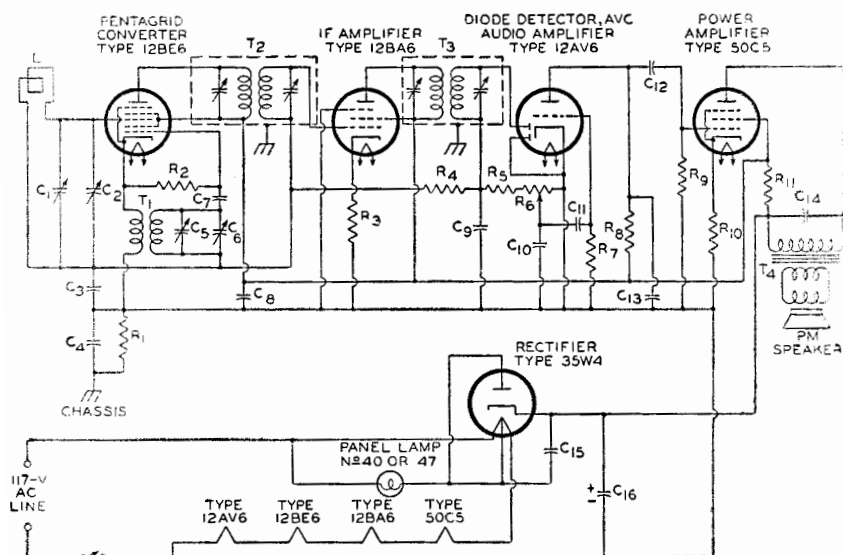 PENTAGRID
CONVERTER
TYPE 12BE6
IF AMPLIFIER
TYPE 12BA6
DIODE DETECTOR, AVC
AUDIO AMPLIFIER
TYPE 12AV6
POWER
AMPLIFIER
TYPE 50C5
L
T2
T3
C12
C1
C2
R2
C7
T1
C5
C6
R3
R4
R5
R6
C9
C10
C11
R7
R8
R9
R10
R11
C14
C3
C8
C13
T4
C4
R1
PM
SPEAKER
CHASSIS
RECTIFIER
TYPE 35W4
PANEL LAMP
No 40 OR 47
C15
C16
+
-
117-V
AC
LINE
TYPE
12AV6
TYPE
12BE6
TYPE
12BA6
TYPE
50C5